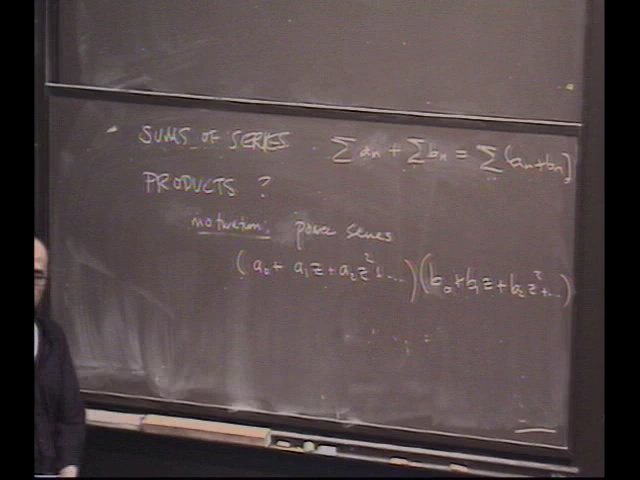 SUMS OF SERIES Σ aₙ + Σ bₙ = Σ (aₙ+bₙ)
PRODUCTS ?
motivation: power series
(a₀ + a₁z + a₂z² + ...)(b₀ + b₁z + b₂z² + ...)